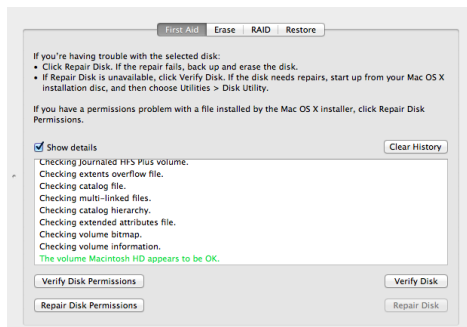 First Aid Erase RAID Restore
If you're having trouble with the selected disk:
• Click Repair Disk. If the repair fails, back up and erase the disk.
• If Repair Disk is unavailable, click Verify Disk. If the disk needs repairs, start up from your Mac OS X
installation disc, and then choose Utilities > Disk Utility.
If you have a permissions problem with a file installed by the Mac OS X installer, click Repair Disk
Permissions.
Show details Clear History
Checking Journaled HFS Plus volume.
Checking extents overflow file.
Checking catalog file.
Checking multi-linked files.
Checking catalog hierarchy.
Checking extended attributes file.
Checking volume bitmap.
Checking volume information.
The volume Macintosh HD appears to be OK.
Verify Disk Permissions Verify Disk
Repair Disk Permissions Repair Disk